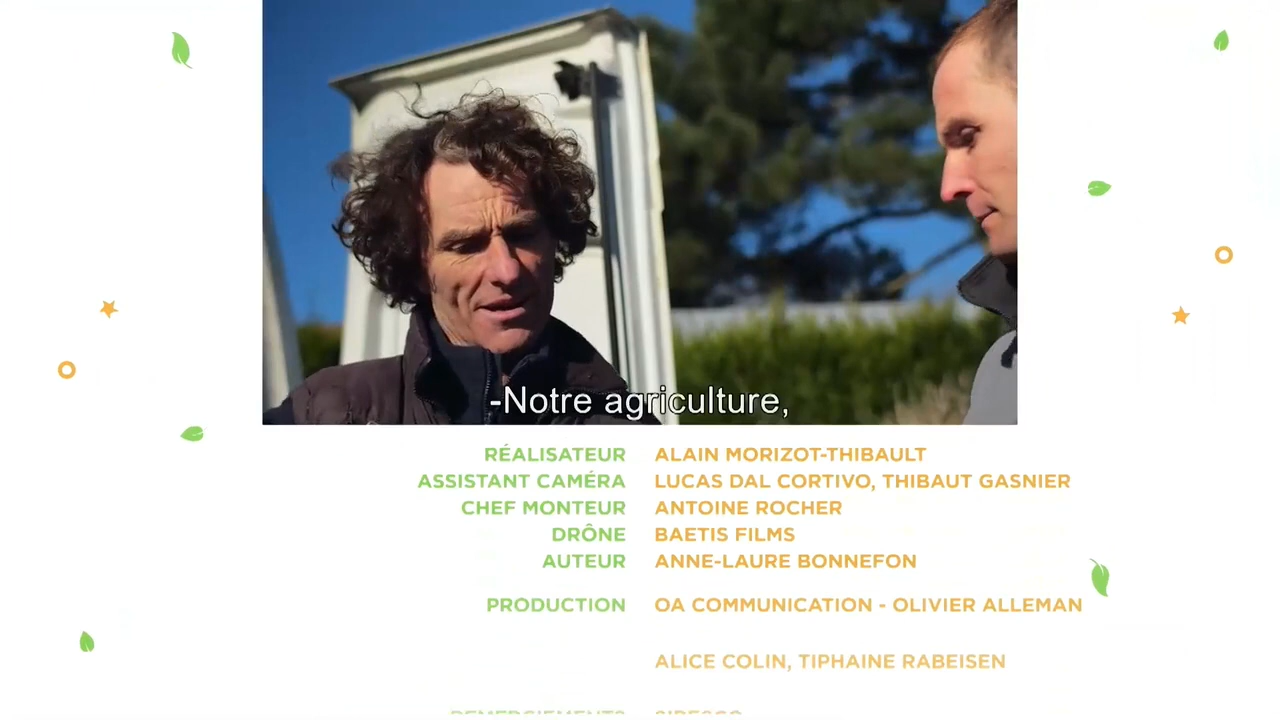 -Notre agriculture,
RÉALISATEUR ALAIN MORIZOT-THIBAULT
ASSISTANT CAMÉRA LUCAS DAL CORTIVO, THIBAUT GASNIER
CHEF MONTEUR ANTOINE ROCHER
DRÔNE BAETIS FILMS
AUTEUR ANNE-LAURE BONNEFON
PRODUCTION OA COMMUNICATION - OLIVIER ALLEMAN
ALICE COLIN, TIPHAINE RABEISEN